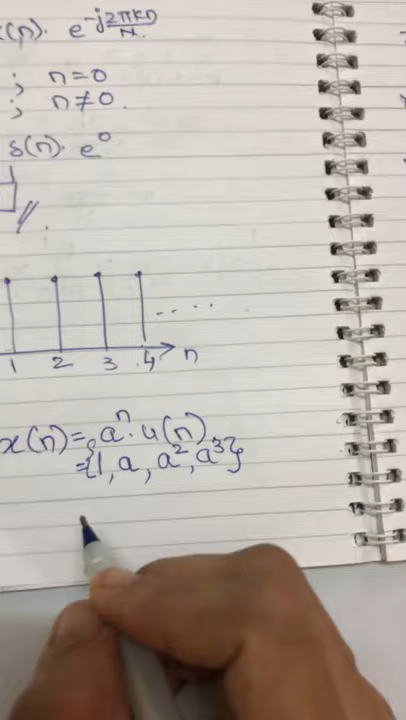 x(n). e^{-j2πkn/N}
; n=0
; n≠0.
δ(n). e^0
1 2 3 4 n
x(n)= a^n. u(n)
={1, a, a^2, a^3}